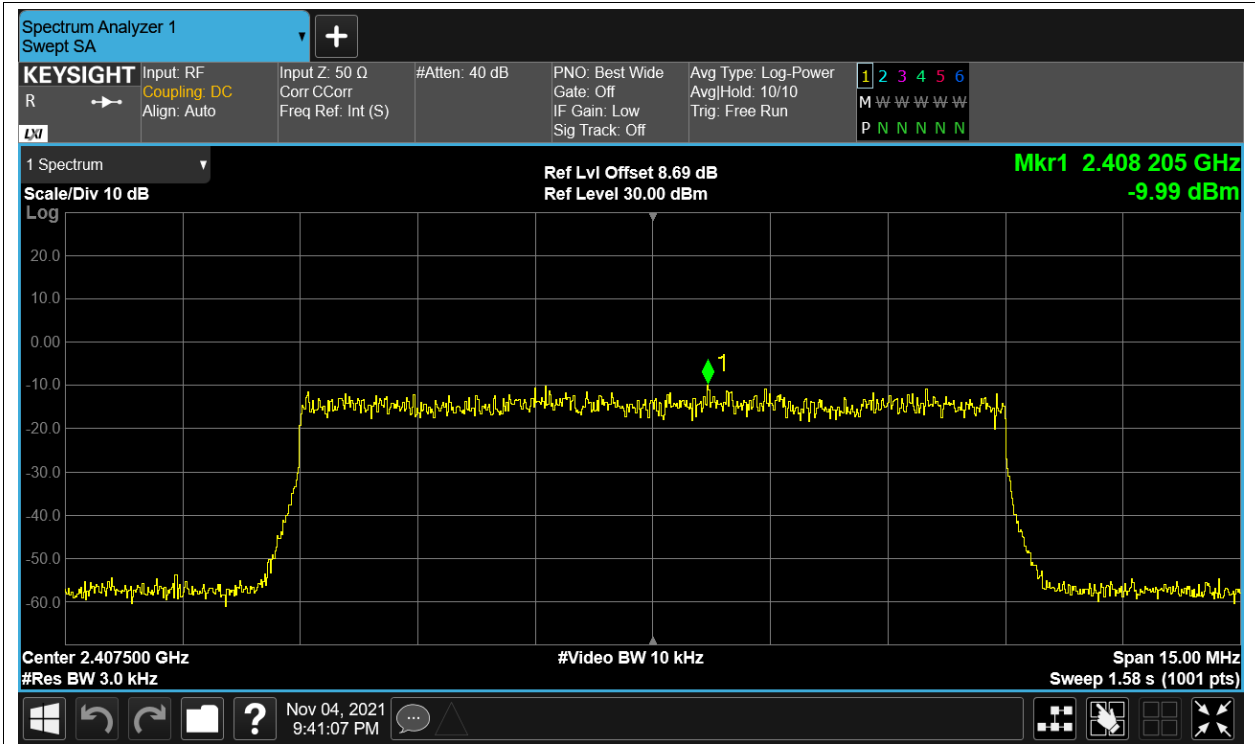 Spectrum Analyzer 1
Swept SA
+
KEYSIGHT Input: RF Input Z: 50 Ω #Atten: 40 dB PNO: Best Wide Avg Type: Log-Power 1 2 3 4 5 6
R Coupling: DC Corr CCorr Gate: Off Avg|Hold: 10/10 M W W W W W
Align: Auto Freq Ref: Int (S) IF Gain: Low Trig: Free Run
LXI Sig Track: Off P N N N N N
1 Spectrum Ref Lvl Offset 8.69 dB Mkr1 2.408 205 GHz
Scale/Div 10 dB Ref Level 30.00 dBm -9.99 dBm
Log
20.0
10.0
0.00
1
-10.0
-20.0
-30.0
-40.0
-50.0
-60.0
Center 2.407500 GHz #Video BW 10 kHz Span 15.00 MHz
#Res BW 3.0 kHz Sweep 1.58 s (1001 pts)
? Nov 04, 2021
9:41:07 PM